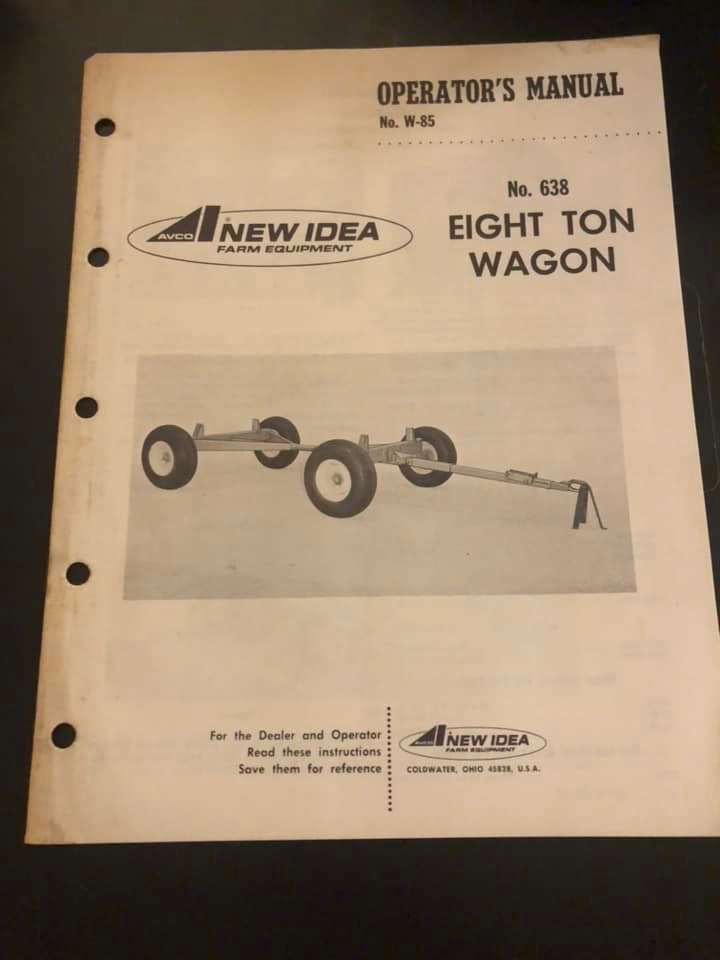 OPERATOR'S MANUAL
No. W-85
No. 638
EIGHT TON
WAGON
AVCO NEW IDEA
FARM EQUIPMENT
For the Dealer and Operator
Read these instructions
Save them for reference
AVCO NEW IDEA
FARM EQUIPMENT
COLDWATER, OHIO 45828, U.S.A.